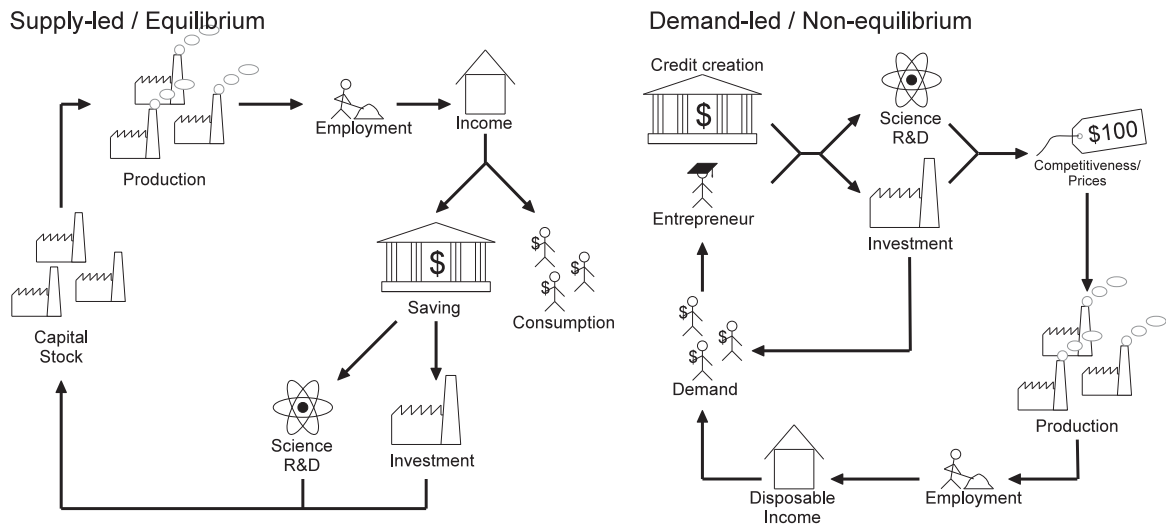 Supply-led / Equilibrium
Production
Employment
Income
Capital
Stock
$
Saving
$
$
$
Consumption
Science
R&D
Investment
Demand-led / Non-equilibrium
Credit creation
$
Entrepreneur
Science
R&D
Investment
$100
Competitiveness/
Prices
$
$
$
Demand
Production
Employment
Disposable
Income